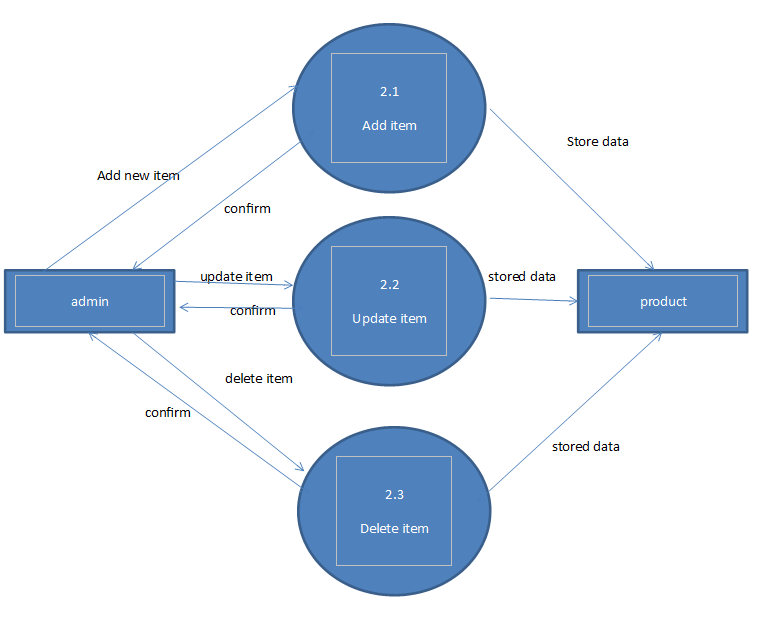 2.1
Add item
Store data
Add new item
confirm
update item
2.2
stored data
admin
confirm
Update item
product
delete item
confirm
stored data
2.3
Delete item